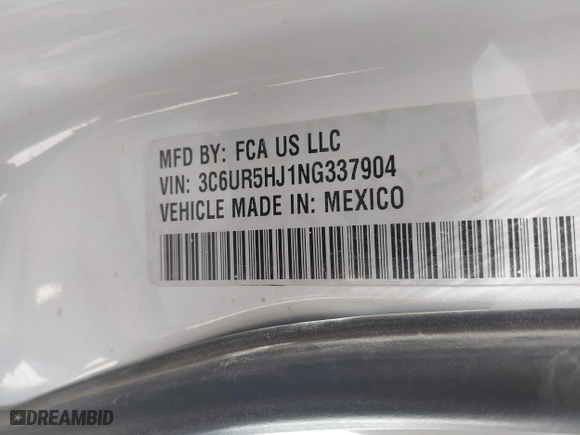 MFD BY: FCA US LLC
VIN: 3C6UR5HJ1NG337904
VEHICLE MADE IN: MEXICO
DREAMBID